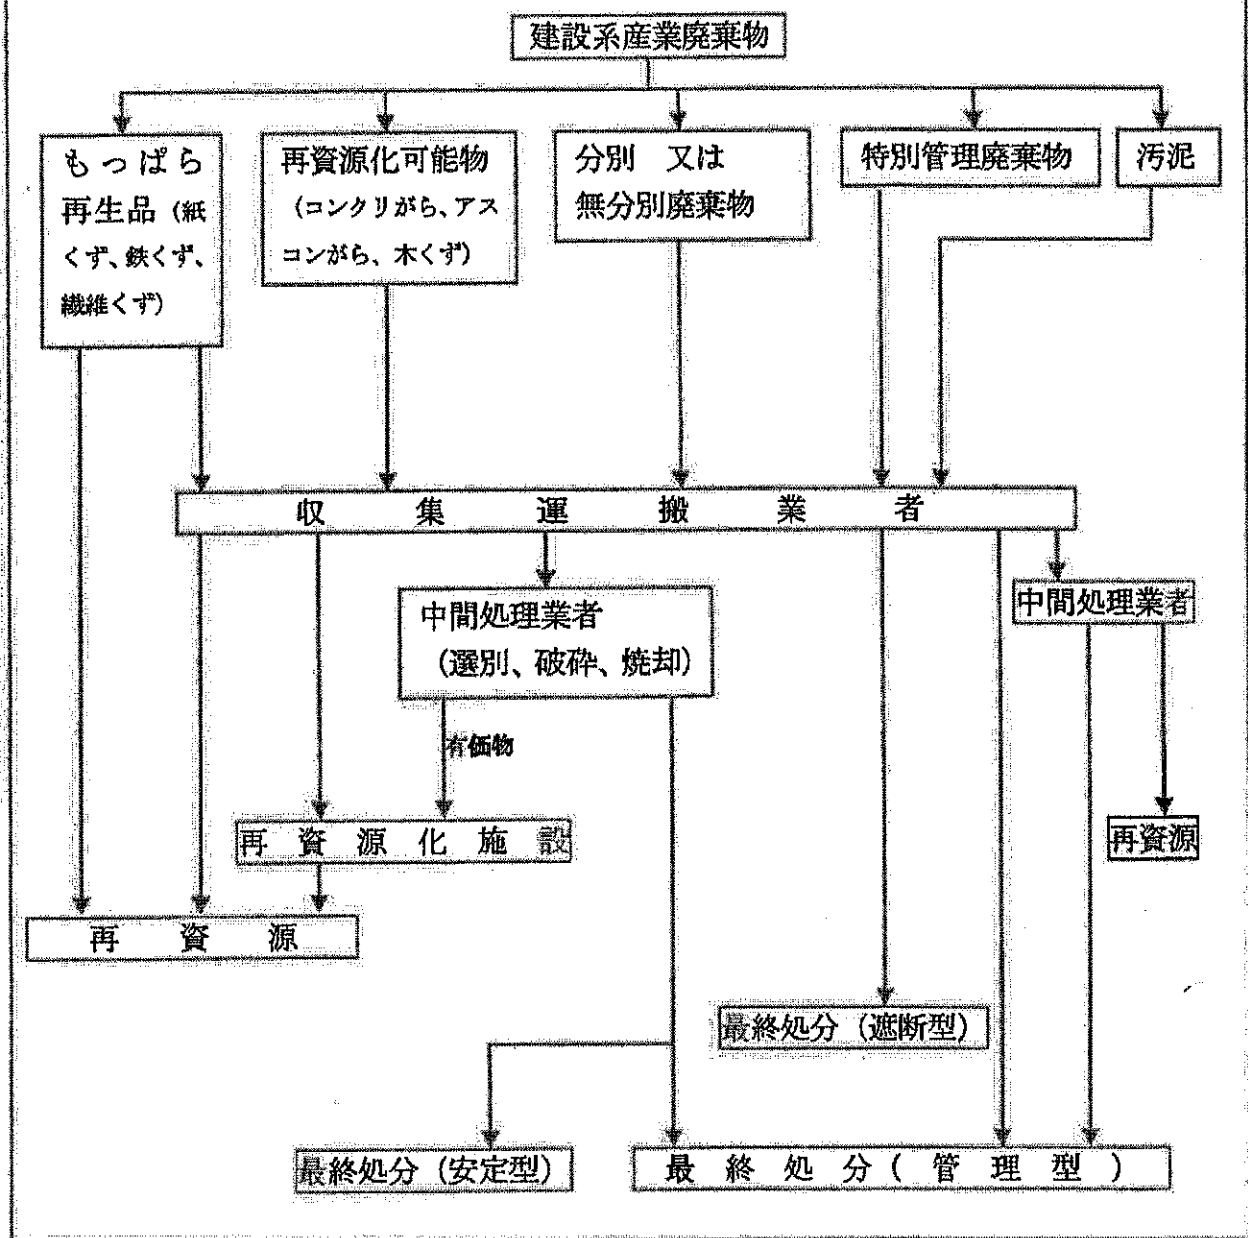 建設系産業廃棄物
もっぱら
再生品（紙
くず、鉄くず、
繊維くず）
再資源化可能物
（コンクリがら、アス
コンがら、木くず）
分別　又は
無分別廃棄物
特別管理廃棄物
汚泥
収集運搬業者
中間処理業者
（選別、破砕、焼却）
中間処理業者
有価物
再資源化施設
再資源
再資源
最終処分（遮断型）
最終処分（安定型）
最終処分（管理型）